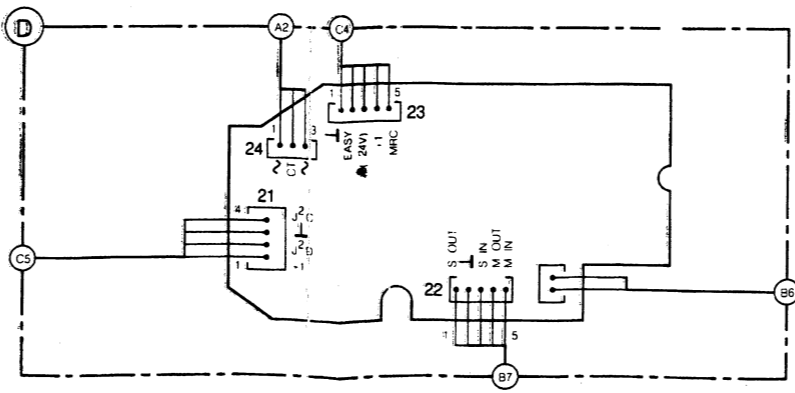 D
A2
C4
1
5
23
EASY
24V)
-1
MRC
1
3
24
CT
21
4
J²C
J²D
1
-1
C5
S OUT
S IN
M OUT
M IN
22
5
B6
B7